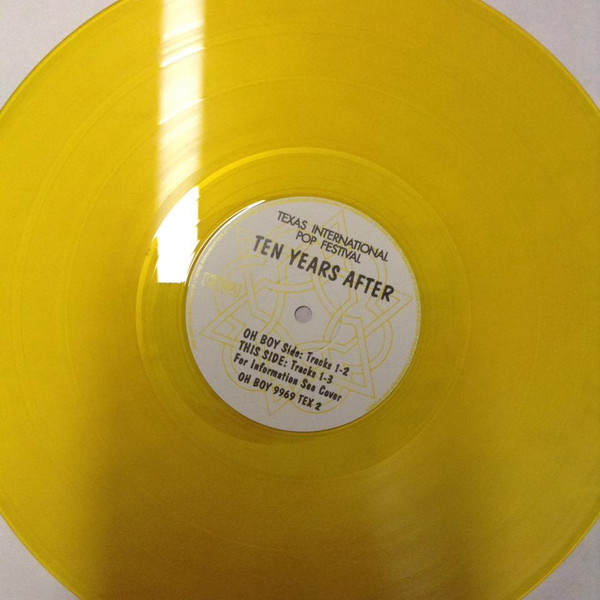 TEXAS INTERNATIONAL
POP FESTIVAL
TEN YEARS AFTER
OH BOY Side: Tracks 1-2
THIS SIDE: Tracks 1-3
For Information See Cover
OH BOY 9969 TEX 2